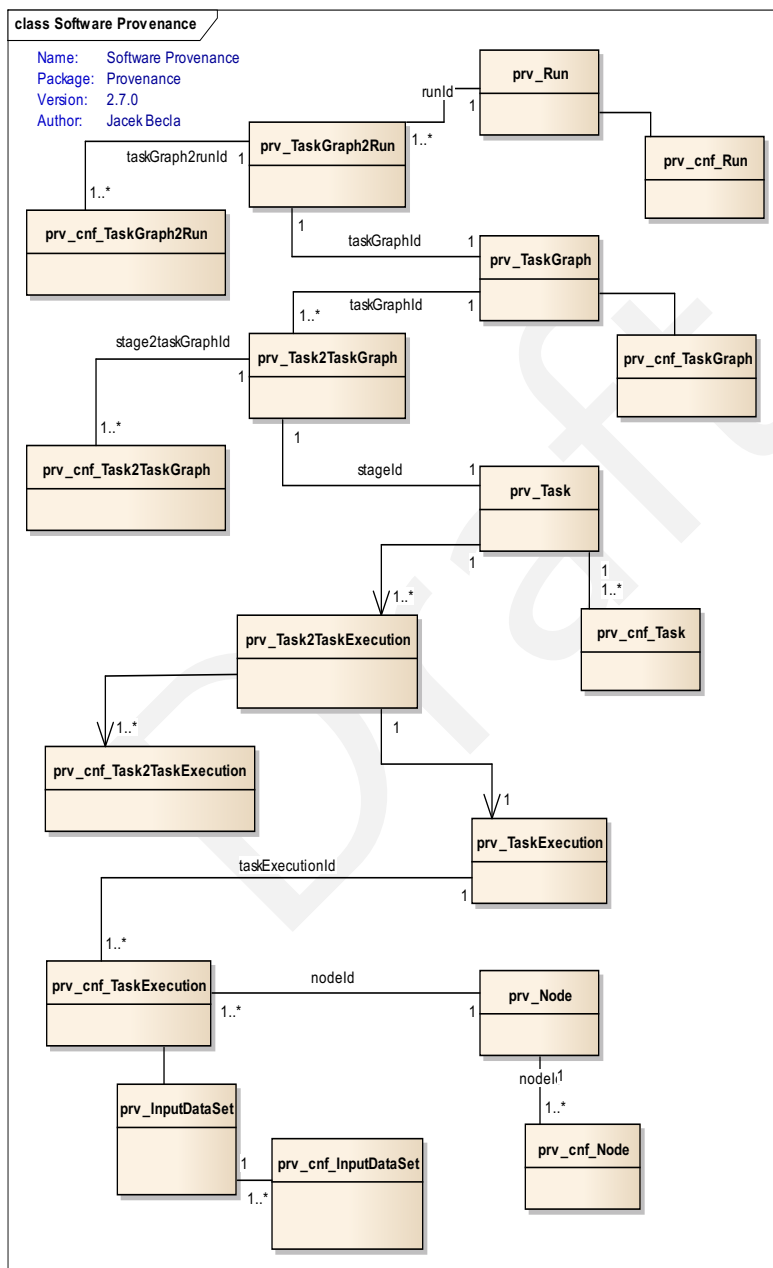 class Software Provenance
Name: Software Provenance
Package: Provenance
Version: 2.7.0
Author: Jacek Becla
prv_Run
runId
1
1..*
prv_TaskGraph2Run
prv_cnf_Run
taskGraph2runId
1
1..*
prv_cnf_TaskGraph2Run
1
taskGraphId
1
prv_TaskGraph
taskGraphId
1
1..*
prv_Task2TaskGraph
prv_cnf_TaskGraph
stage2taskGraphId
1
1..*
prv_cnf_Task2TaskGraph
1
stageId
1
prv_Task
1
1..*
1
1..*
prv_Task2TaskExecution
prv_cnf_Task
1..*
1
prv_cnf_Task2TaskExecution
1
prv_TaskExecution
taskExecutionId
1
1..*
prv_cnf_TaskExecution
nodeId
1..*
1
prv_Node
nodeId
1
1..*
prv_InputDataSet
prv_cnf_Node
1
1..*
prv_cnf_InputDataSet
Draft